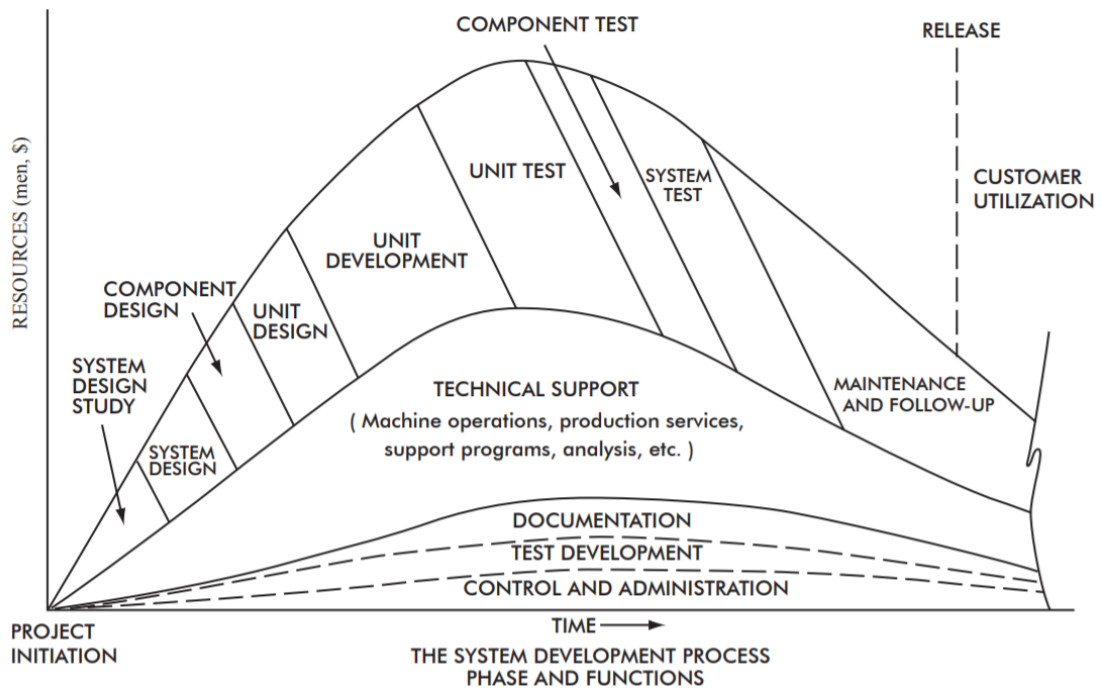 COMPONENT TEST
RELEASE
RESOURCES (men, $)
UNIT TEST
SYSTEM
TEST
CUSTOMER
UTILIZATION
UNIT
DEVELOPMENT
COMPONENT
DESIGN
UNIT
DESIGN
SYSTEM
DESIGN
STUDY
SYSTEM
DESIGN
TECHNICAL SUPPORT
( Machine operations, production services,
support programs, analysis, etc. )
MAINTENANCE
AND FOLLOW-UP
DOCUMENTATION
TEST DEVELOPMENT
CONTROL AND ADMINISTRATION
PROJECT
INITIATION
TIME
THE SYSTEM DEVELOPMENT PROCESS
PHASE AND FUNCTIONS